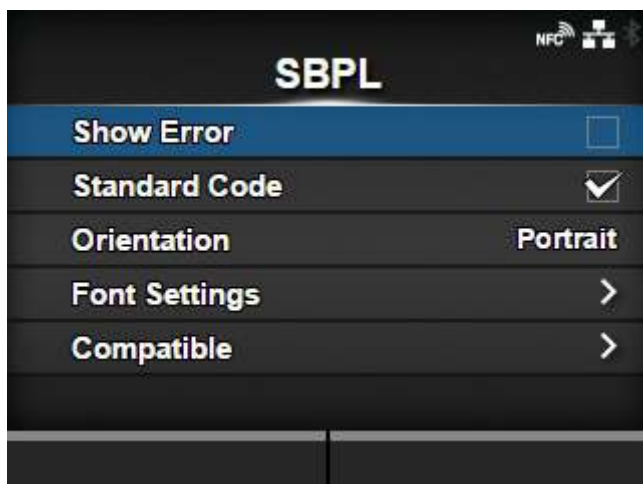 NFC
SBPL
Show Error
Standard Code
Orientation Portrait
Font Settings
Compatible